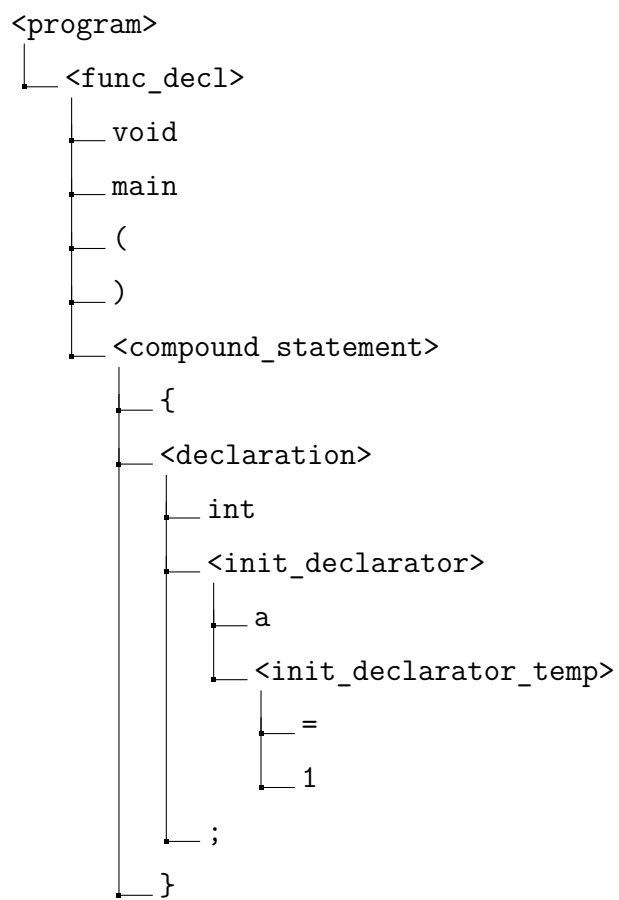 <program>
<func_decl>
void
main
(
)
<compound_statement>
{
<declaration>
int
<init_declarator>
a
<init_declarator_temp>
=
1
;
}